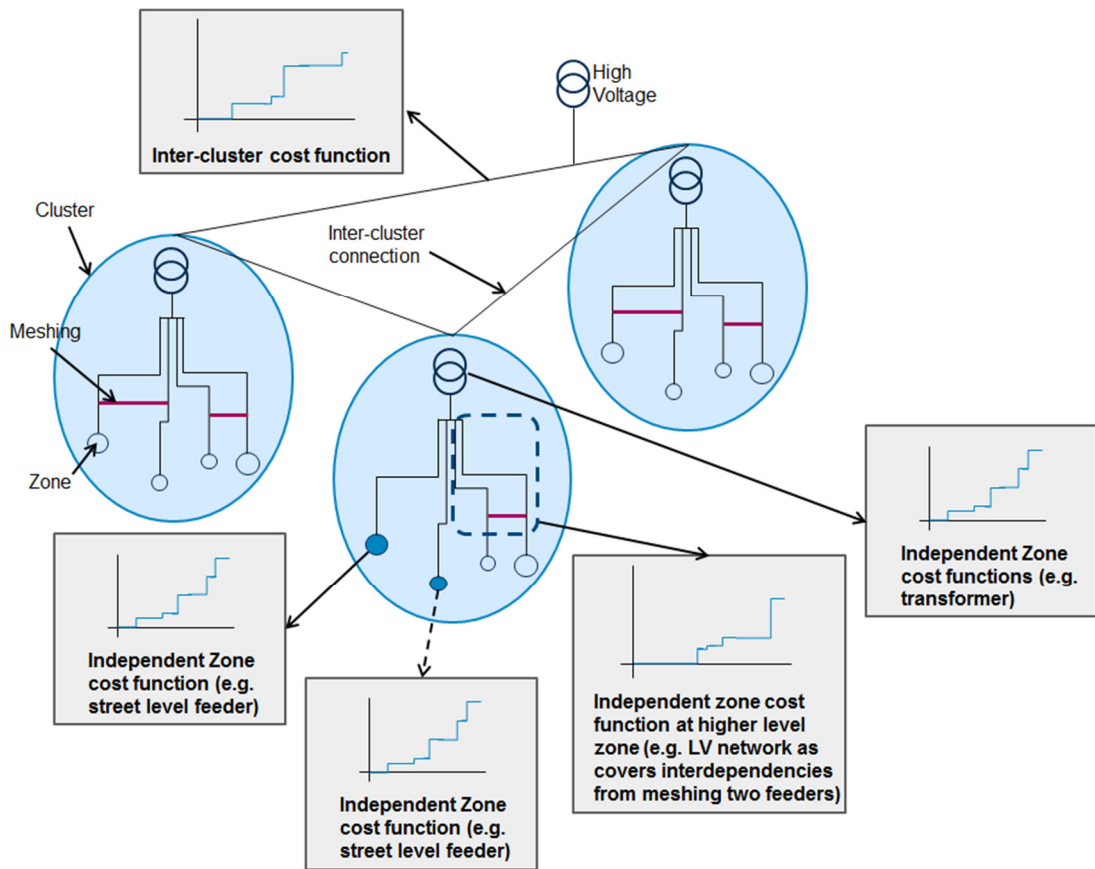 Inter-cluster cost function
High
Voltage
Cluster
Inter-cluster
connection
Meshing
Zone
Independent Zone
cost functions (e.g.
transformer)
Independent Zone
cost function (e.g.
street level feeder)
Independent zone cost
function at higher level
zone (e.g. LV network as
covers interdependencies
from meshing two feeders)
Independent Zone
cost function (e.g.
street level feeder)